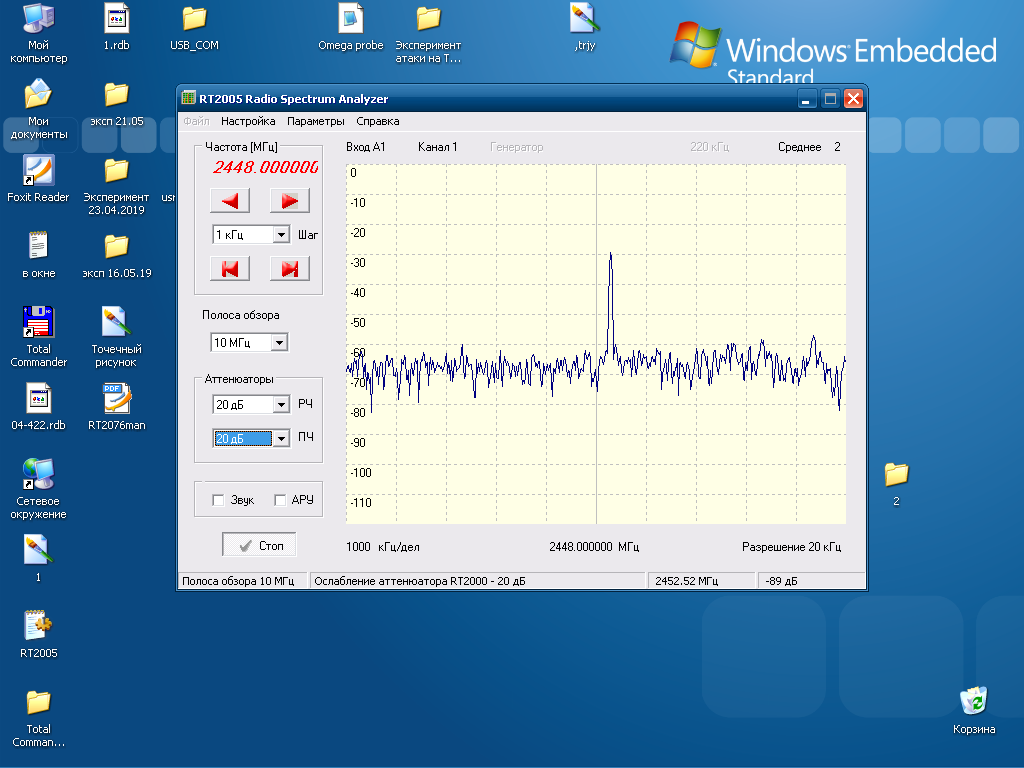 Мой
компьютер
1.rdb
USB_COM
Omega probe
Эксперимент
атаки на Т...
,trjy
Windows Embedded
Standard
Мои
документы
эксп 21.05
Foxit Reader
Эксперимент
23.04.2019
usr
в окне
эксп 16.05.19
Total
Commander
Точечный
рисунок
04-422.rdb
RT2076man
Сетевое
окружение
1
RT2005
Total
Comman...
2
Корзина
RT2005 Radio Spectrum Analyzer
Файл Настройка Параметры Справка
Частота [МГц]
2448.000000
1 кГц Шаг
Полоса обзора
10 МГц
Аттенюаторы
20 дБ РЧ
20 дБ ПЧ
Звук АРУ
Стоп
Вход А1 Канал 1 Генератор 220 кГц Среднее 2
0
-10
-20
-30
-40
-50
-60
-70
-80
-90
-100
-110
1000 кГц/дел 2448.000000 МГц Разрешение 20 кГц
Полоса обзора 10 МГц Ослабление аттенюатора RT2000 - 20 дБ 2452.52 МГц -89 дБ